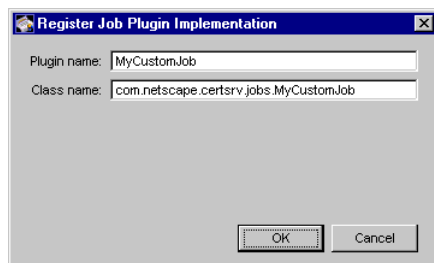 Register Job Plugin Implementation
Plugin name: MyCustomJob
Class name: com.netscape.certsrv.jobs.MyCustomJob
OK Cancel